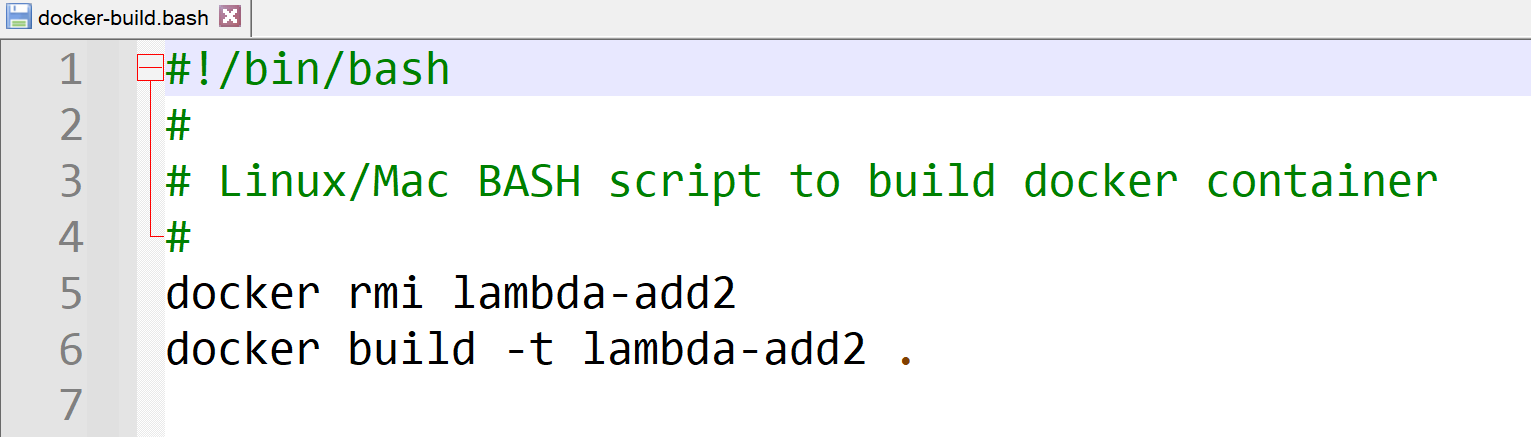 docker-build.bash
1 #!/bin/bash
2 #
3 # Linux/Mac BASH script to build docker container
4 #
5 docker rmi lambda-add2
6 docker build -t lambda-add2 .
7